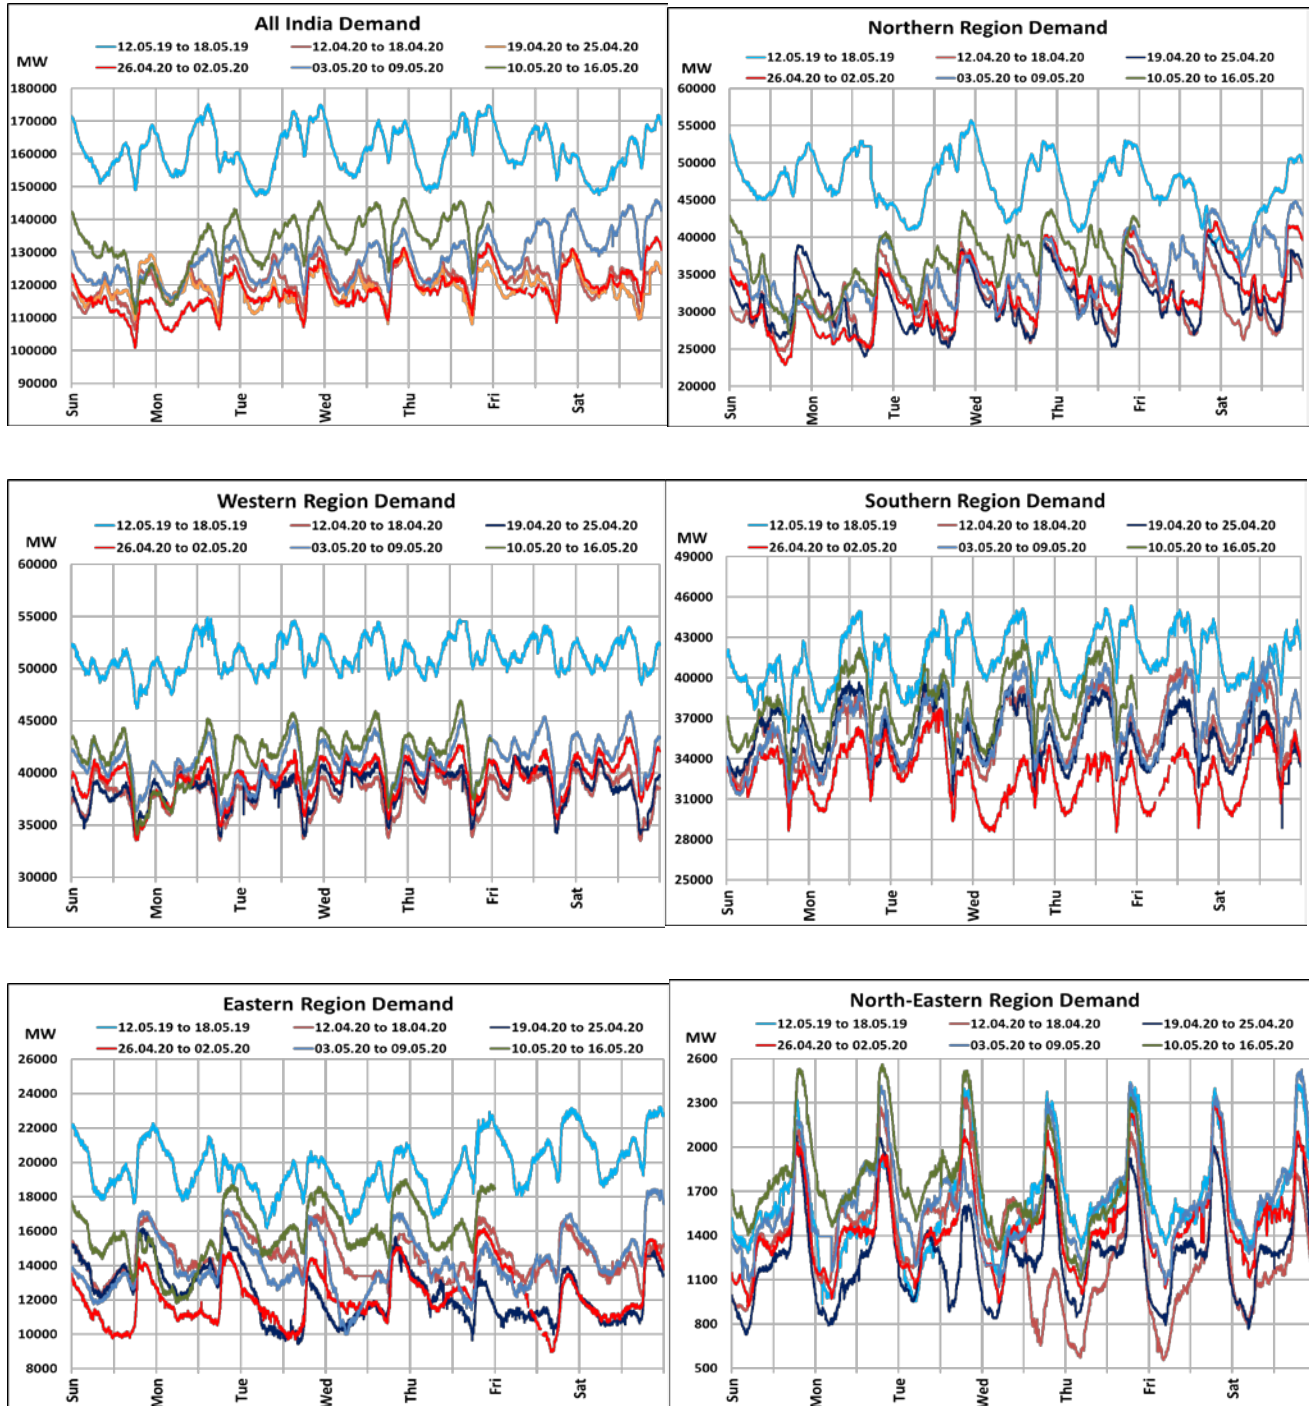 All India Demand
12.05.19 to 18.05.19 12.04.20 to 18.04.20 19.04.20 to 25.04.20
26.04.20 to 02.05.20 03.05.20 to 09.05.20 10.05.20 to 16.05.20
MW
180000
170000
160000
150000
140000
130000
120000
110000
100000
90000
Sun Mon Tue Wed Thu Fri Sat
Northern Region Demand
12.05.19 to 18.05.19 12.04.20 to 18.04.20 19.04.20 to 25.04.20
26.04.20 to 02.05.20 03.05.20 to 09.05.20 10.05.20 to 16.05.20
MW
60000
55000
50000
45000
40000
35000
30000
25000
20000
Sun Mon Tue Wed Thu Fri Sat
Western Region Demand
12.05.19 to 18.05.19 12.04.20 to 18.04.20 19.04.20 to 25.04.20
26.04.20 to 02.05.20 03.05.20 to 09.05.20 10.05.20 to 16.05.20
MW
60000
55000
50000
45000
40000
35000
30000
Sun Mon Tue Wed Thu Fri Sat
Southern Region Demand
12.05.19 to 18.05.19 12.04.20 to 18.04.20 19.04.20 to 25.04.20
26.04.20 to 02.05.20 03.05.20 to 09.05.20 10.05.20 to 16.05.20
MW
49000
46000
43000
40000
37000
34000
31000
28000
25000
Sun Mon Tue Wed Thu Fri Sat
Eastern Region Demand
12.05.19 to 18.05.19 12.04.20 to 18.04.20 19.04.20 to 25.04.20
26.04.20 to 02.05.20 03.05.20 to 09.05.20 10.05.20 to 16.05.20
MW
26000
24000
22000
20000
18000
16000
14000
12000
10000
8000
Sun Mon Tue Wed Thu Fri Sat
North-Eastern Region Demand
12.05.19 to 18.05.19 12.04.20 to 18.04.20 19.04.20 to 25.04.20
26.04.20 to 02.05.20 03.05.20 to 09.05.20 10.05.20 to 16.05.20
MW
2600
2300
2000
1700
1400
1100
800
500
Sun Mon Tue Wed Thu Fri Sat